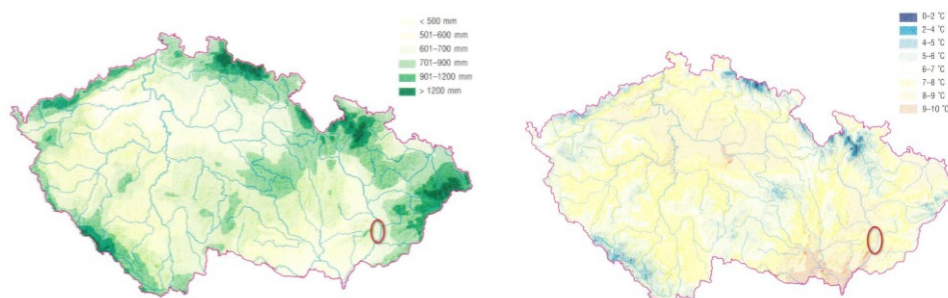 < 500 mm
501–600 mm
601–700 mm
701–900 mm
901–1200 mm
> 1200 mm
0–2 °C
2–4 °C
4–5 °C
5–6 °C
6–7 °C
7–8 °C
8–9 °C
9–10 °C